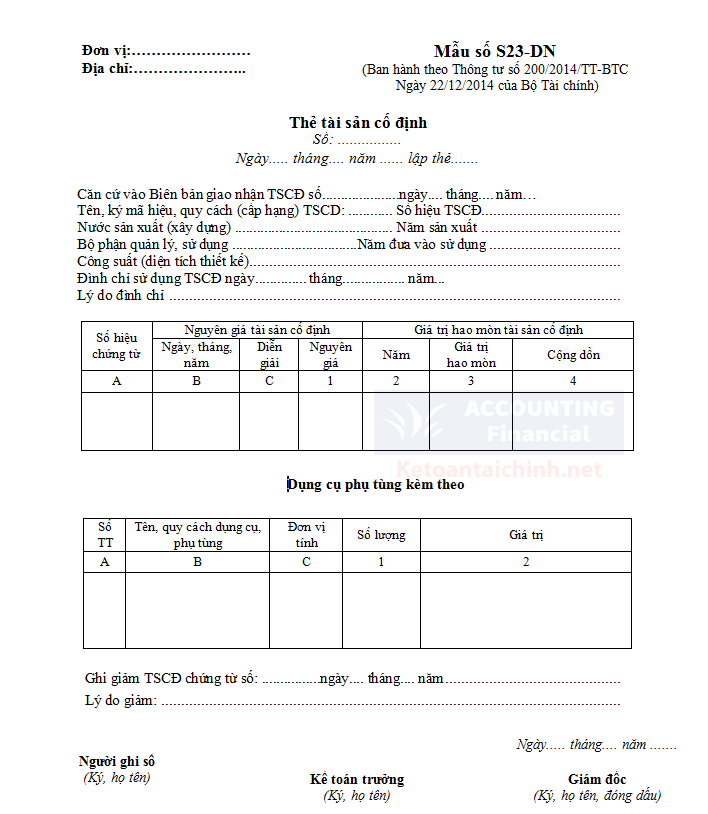 Đơn vị:……………………
Địa chỉ:…………………..
Mẫu số S23-DN
(Ban hành theo Thông tư số 200/2014/TT-BTC
Ngày 22/12/2014 của Bộ Tài chính)
Thẻ tài sản cố định
Số: ................
Ngày..... tháng.... năm ...... lập thẻ.......
Căn cứ vào Biên bản giao nhận TSCĐ số......................ngày.... tháng.... năm…
Tên, ký mã hiệu, quy cách (cấp hạng) TSCD: ............ Số hiệu TSCĐ.......................................
Nước sản xuất (xây dựng) ............................................. Năm sản xuất .......................................
Bộ phận quản lý, sử dụng ....................................Năm đưa vào sử dụng .....................................
Công suất (diện tích thiết kế)..........................................................................................................
Đình chỉ sử dụng TSCĐ ngày............... tháng.................. năm...
Lý do đình chỉ .................................................................................................................................
Số hiệu chứng từ | Nguyên giá tài sản cố định | Giá trị hao mòn tài sản cố định
Ngày, tháng, năm | Diễn giải | Nguyên giá | Năm | Giá trị hao mòn | Cộng dồn
A | B | C | 1 | 2 | 3 | 4
ACCOUNTING
Financial
Ketoantaichinh.net
Dụng cụ phụ tùng kèm theo
Số TT | Tên, quy cách dụng cụ, phụ tùng | Đơn vị tính | Số lượng | Giá trị
A | B | C | 1 | 2
Ghi giảm TSCĐ chứng từ số: .................ngày.... tháng.... năm..................................................
Lý do giảm: ...................................................................................................................................
Ngày..... tháng.... năm .......
Người ghi sổ
(Ký, họ tên)
Kế toán trưởng
(Ký, họ tên)
Giám đốc
(Ký, họ tên, đóng dấu)